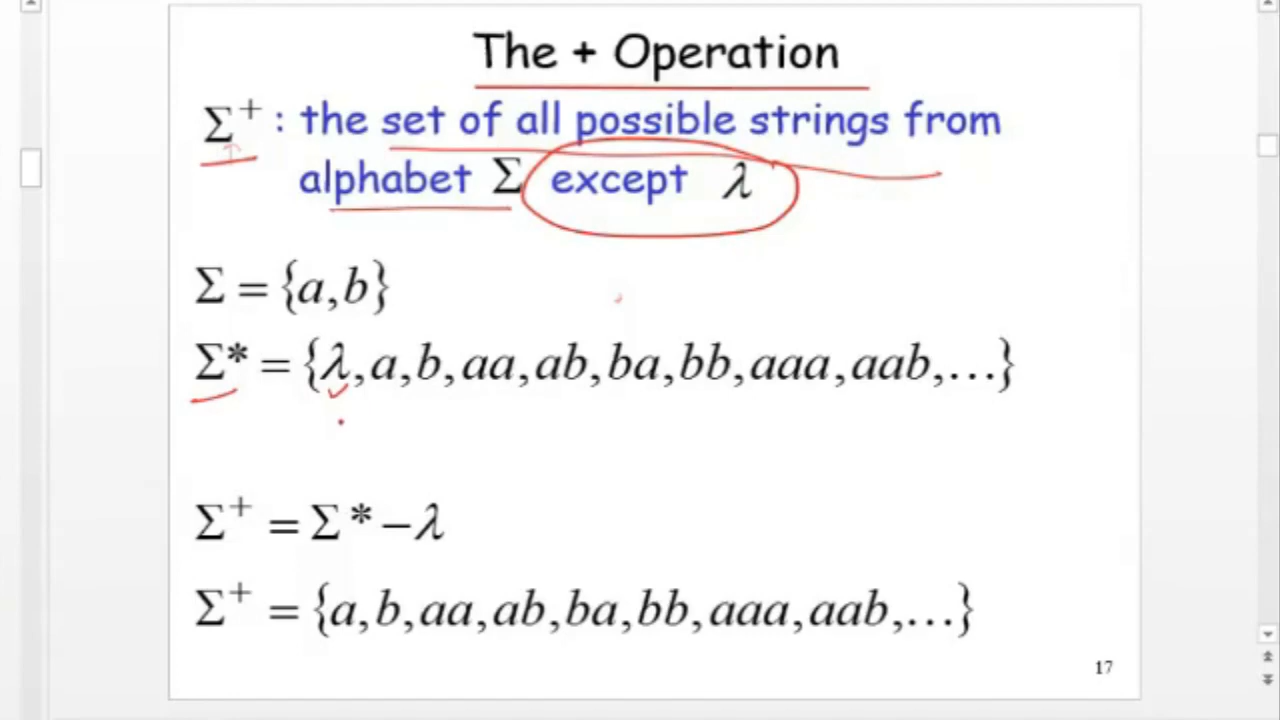 The + Operation
Σ⁺ : the set of all possible strings from
alphabet Σ except λ
Σ = {a,b}
Σ* = {λ,a,b,aa,ab,ba,bb,aaa,aab,…}
Σ⁺ = Σ*−λ
Σ⁺ = {a,b,aa,ab,ba,bb,aaa,aab,…}
17